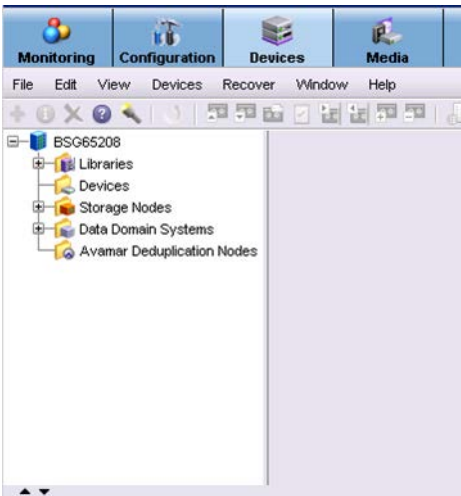 Monitoring Configuration Devices Media
File Edit View Devices Recover Window Help
BSG65208
Libraries
Devices
Storage Nodes
Data Domain Systems
Avamar Deduplication Nodes